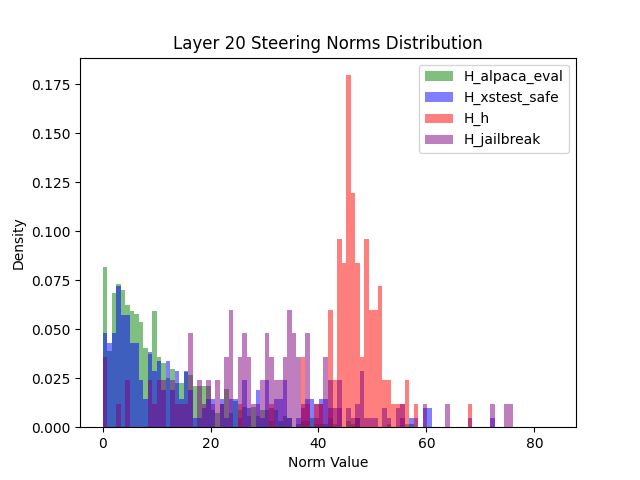 Layer 20 Steering Norms Distribution
H_alpaca_eval
H_xstest_safe
H_h
H_jailbreak
0.175
0.150
0.125
0.100
0.075
0.050
0.025
0.000
Density
0 20 40 60 80
Norm Value